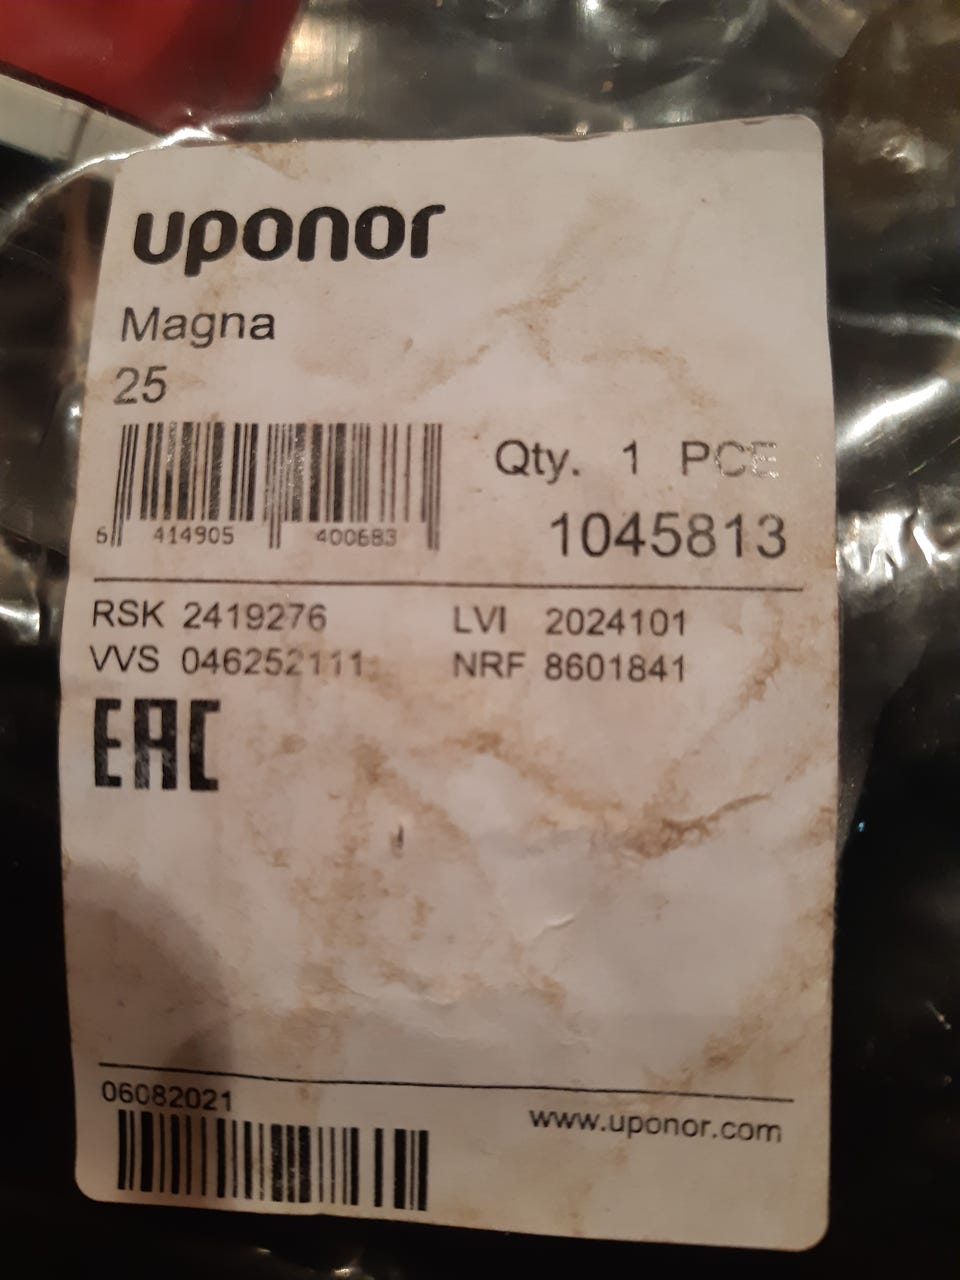 uponor
Magna
25
Qty. 1 PCE
6 414905 400683
1045813
RSK 2419276 LVI 2024101
VVS 046252111 NRF 8601841
EAC
06082021
www.uponor.com